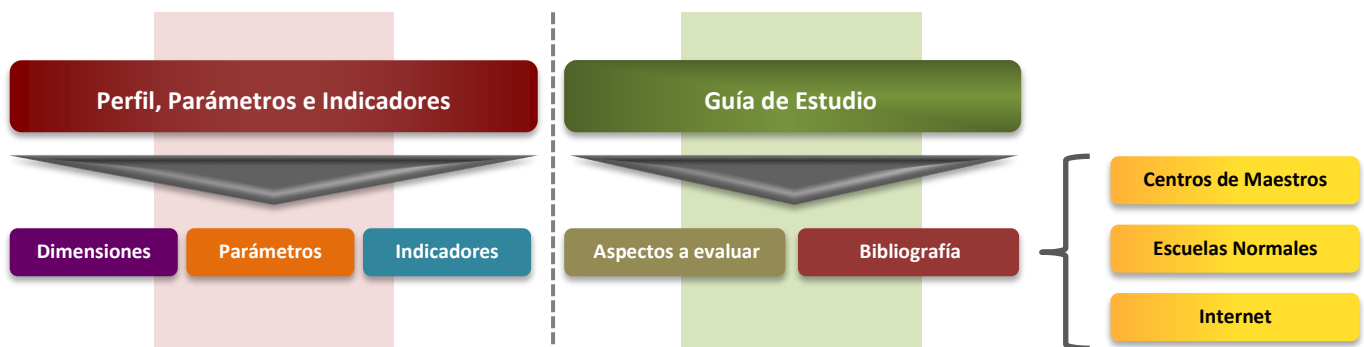 Perfil, Parámetros e Indicadores
Guía de Estudio
Dimensiones
Parámetros
Indicadores
Aspectos a evaluar
Bibliografía
Centros de Maestros
Escuelas Normales
Internet